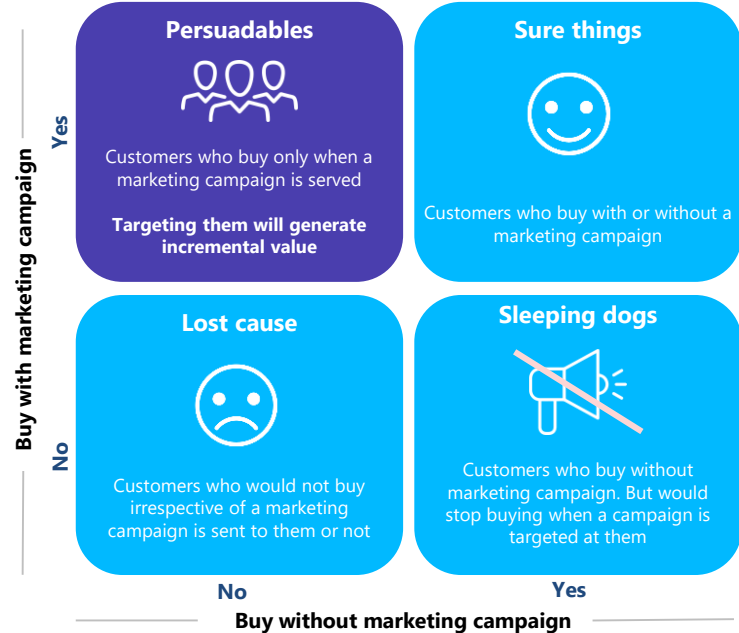 Persuadables
Customers who buy only when a
marketing campaign is served
Targeting them will generate
incremental value
Sure things
Customers who buy with or without a
marketing campaign
Lost cause
Customers who would not buy
irrespective of a marketing
campaign is sent to them or not
Sleeping dogs
Customers who buy without
marketing campaign. But would
stop buying when a campaign is
targeted at them
Buy with marketing campaign
Yes
No
No
Yes
Buy without marketing campaign